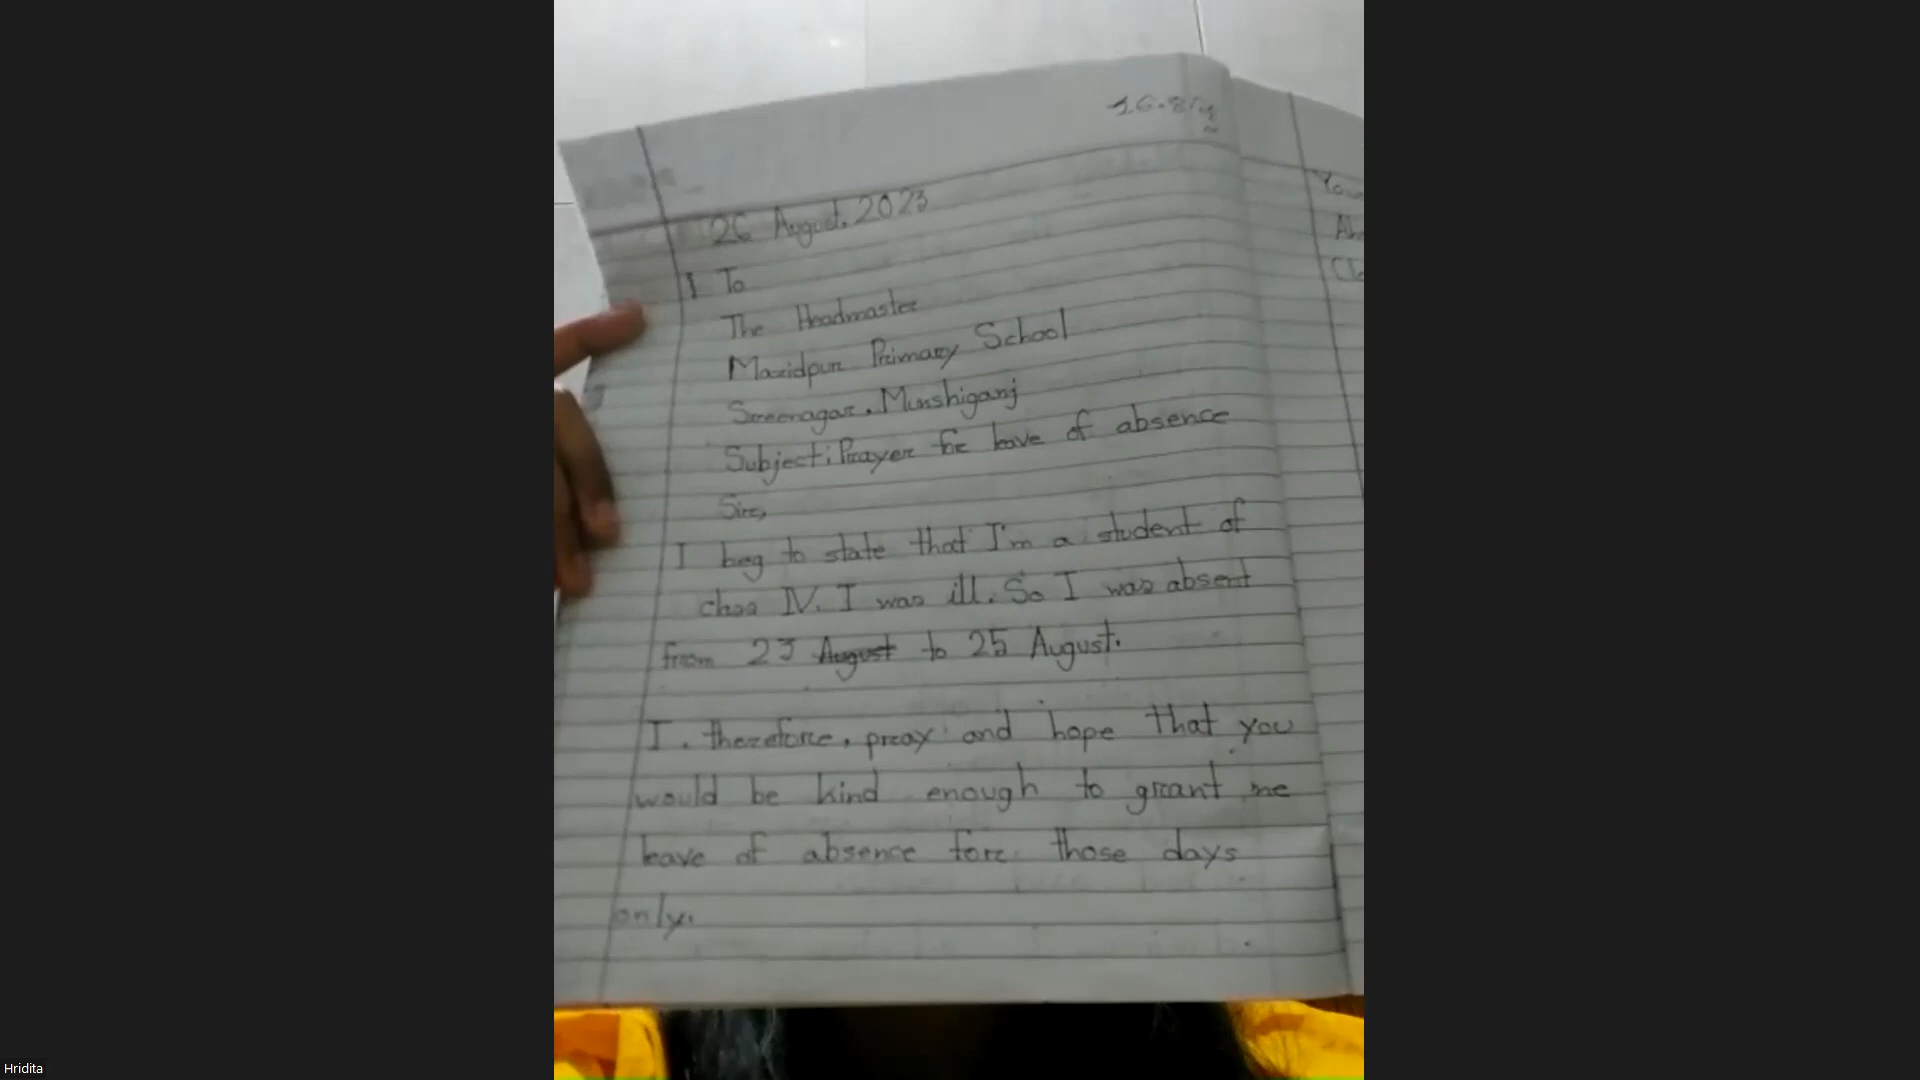 26 August, 2023
1 To
The Headmaster
Mazidpur Primary School
Sreenagar, Munshiganj
Subject: Prayer for leave of absence
Sir,
I beg to state that I'm a student of
class IV. I was ill. So I was absent
from 23 August to 25 August.
I, therefore, pray and hope that you
would be kind enough to grant me
leave of absence for those days
only.
Hridita